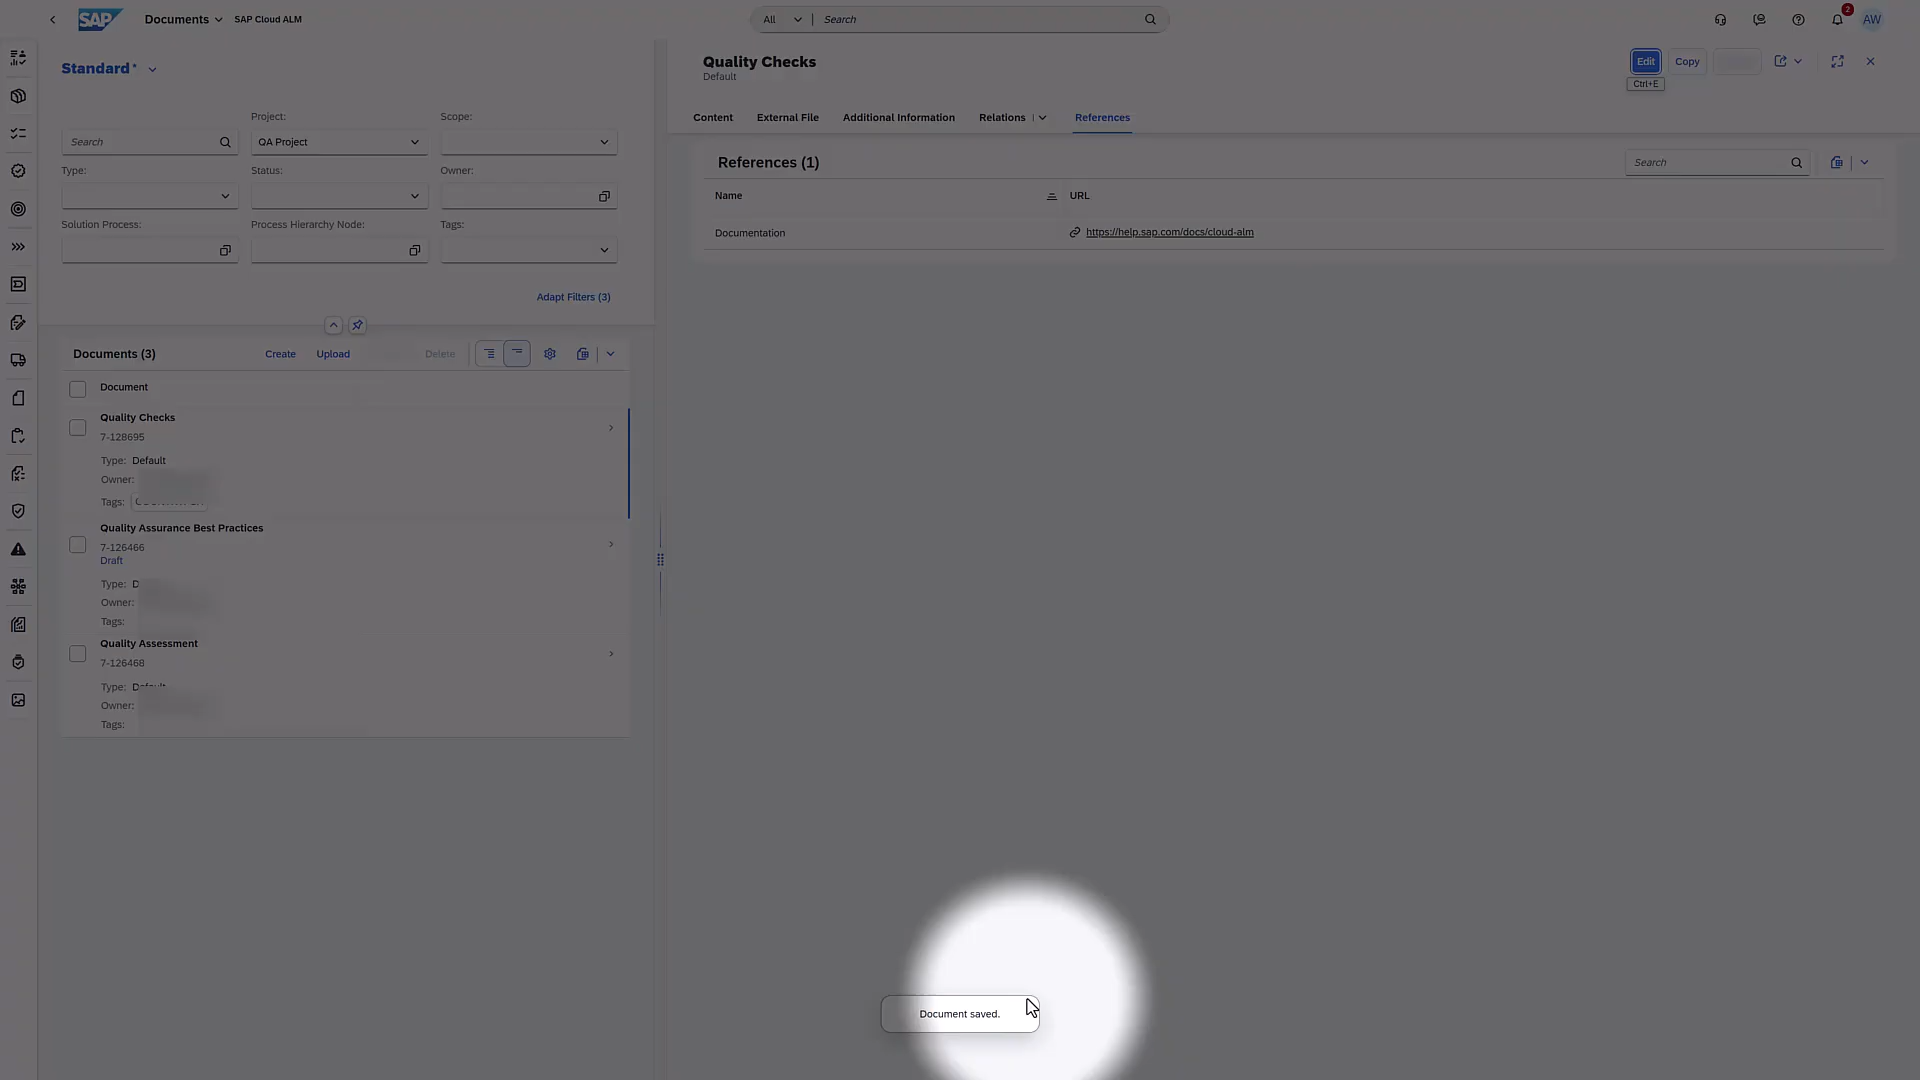 SAP Documents SAP Cloud ALM
All Search
2
AW
Standard *
Project: Scope:
Search QA Project
Type: Status: Owner:
Solution Process: Process Hierarchy Node: Tags:
Adapt Filters (3)
Documents (3) Create Upload Delete
Document
Quality Checks
7-128695
Type: Default
Owner:
Tags:
Quality Assurance Best Practices
7-126466
Draft
Type:
Owner:
Tags:
Quality Assessment
7-126468
Type: Default
Owner:
Tags:
Quality Checks
Default
Edit Copy
Ctrl+E
Content External File Additional Information Relations References
References (1) Search
Name URL
Documentation https://help.sap.com/docs/cloud-alm
Document saved.